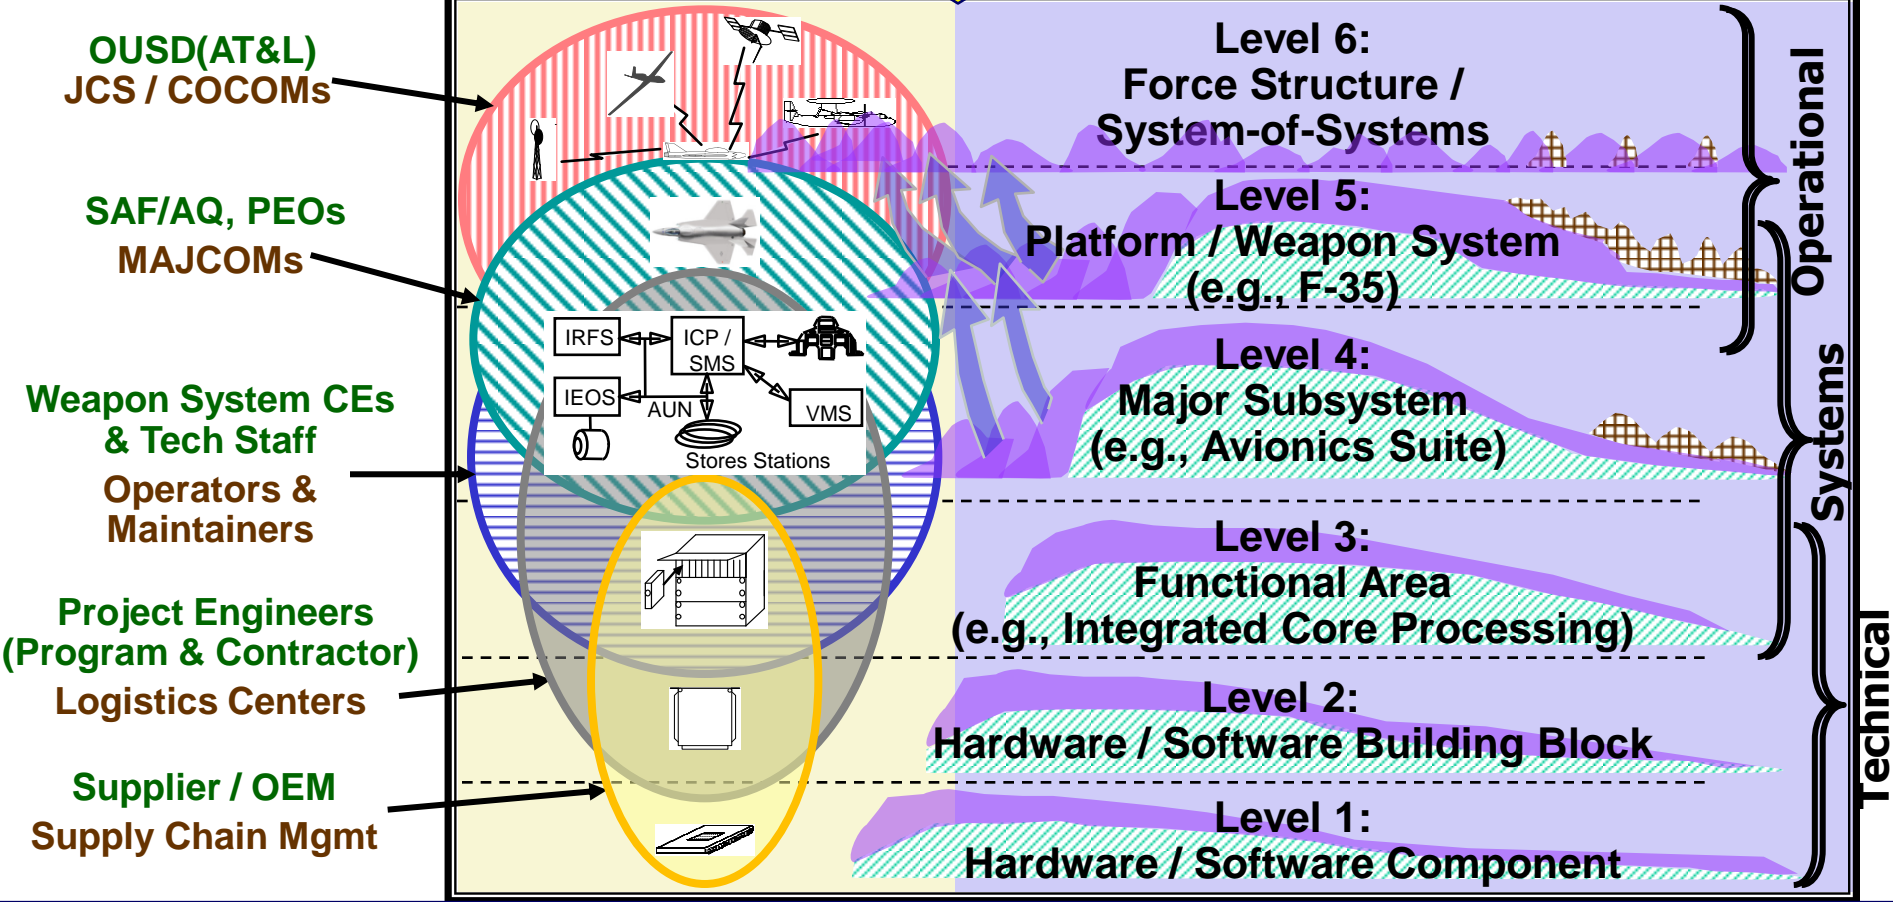 OUSD(AT&L)
JCS / COCOMs
SAF/AQ, PEOs
MAJCOMs
Weapon System CEs
& Tech Staff
Operators &
Maintainers
Project Engineers
(Program & Contractor)
Logistics Centers
Supplier / OEM
Supply Chain Mgmt
IRFS
ICP /
SMS
IEOS
AUN
VMS
Stores Stations
Level 6:
Force Structure /
System-of-Systems
Level 5:
Platform / Weapon System
(e.g., F-35)
Level 4:
Major Subsystem
(e.g., Avionics Suite)
Level 3:
Functional Area
(e.g., Integrated Core Processing)
Level 2:
Hardware / Software Building Block
Level 1:
Hardware / Software Component
Operational
Systems
Technical